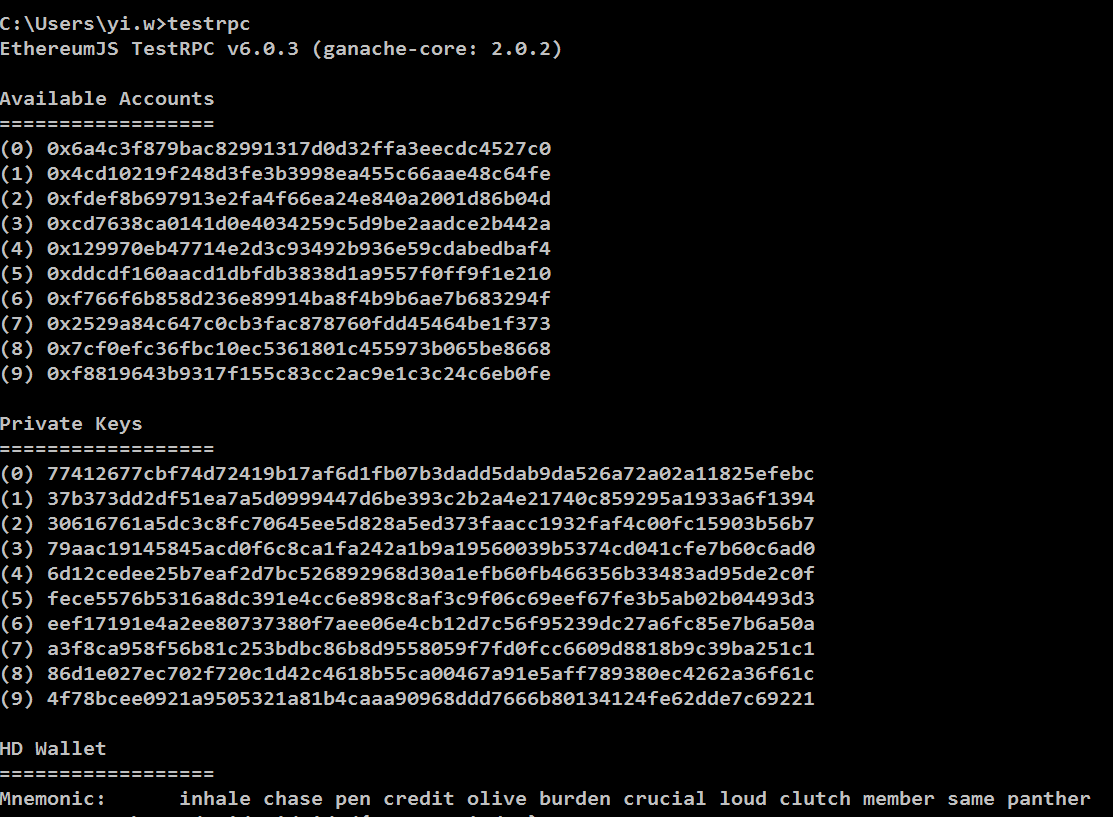 C:\Users\yi.w>testrpc
EthereumJS TestRPC v6.0.3 (ganache-core: 2.0.2)
Available Accounts
==================
(0) 0x6a4c3f879bac82991317d0d32ffa3eecdc4527c0
(1) 0x4cd10219f248d3fe3b3998ea455c66aae48c64fe
(2) 0xfdef8b697913e2fa4f66ea24e840a2001d86b04d
(3) 0xcd7638ca0141d0e4034259c5d9be2aadce2b442a
(4) 0x129970eb47714e2d3c93492b936e59cdabedbaf4
(5) 0xddcdf160aacd1dbfdb3838d1a9557f0ff9f1e210
(6) 0xf766f6b858d236e89914ba8f4b9b6ae7b683294f
(7) 0x2529a84c647c0cb3fac878760fdd45464be1f373
(8) 0x7cf0efc36fbc10ec5361801c455973b065be8668
(9) 0xf8819643b9317f155c83cc2ac9e1c3c24c6eb0fe
Private Keys
==================
(0) 77412677cbf74d72419b17af6d1fb07b3dadd5dab9da526a72a02a11825efebc
(1) 37b373dd2df51ea7a5d0999447d6be393c2b2a4e21740c859295a1933a6f1394
(2) 30616761a5dc3c8fc70645ee5d828a5ed373faacc1932faf4c00fc15903b56b7
(3) 79aac19145845acd0f6c8ca1fa242a1b9a19560039b5374cd041cfe7b60c6ad0
(4) 6d12cedee25b7eaf2d7bc526892968d30a1efb60fb466356b33483ad95de2c0f
(5) fece5576b5316a8dc391e4cc6e898c8af3c9f06c69eef67fe3b5ab02b04493d3
(6) eef17191e4a2ee80737380f7aee06e4cb12d7c56f95239dc27a6fc85e7b6a50a
(7) a3f8ca958f56b81c253bdbc86b8d9558059f7fd0fcc6609d8818b9c39ba251c1
(8) 86d1e027ec702f720c1d42c4618b55ca00467a91e5aff789380ec4262a36f61c
(9) 4f78bcee0921a9505321a81b4caaa90968ddd7666b80134124fe62dde7c69221
HD Wallet
==================
Mnemonic:      inhale chase pen credit olive burden crucial loud clutch member same panther